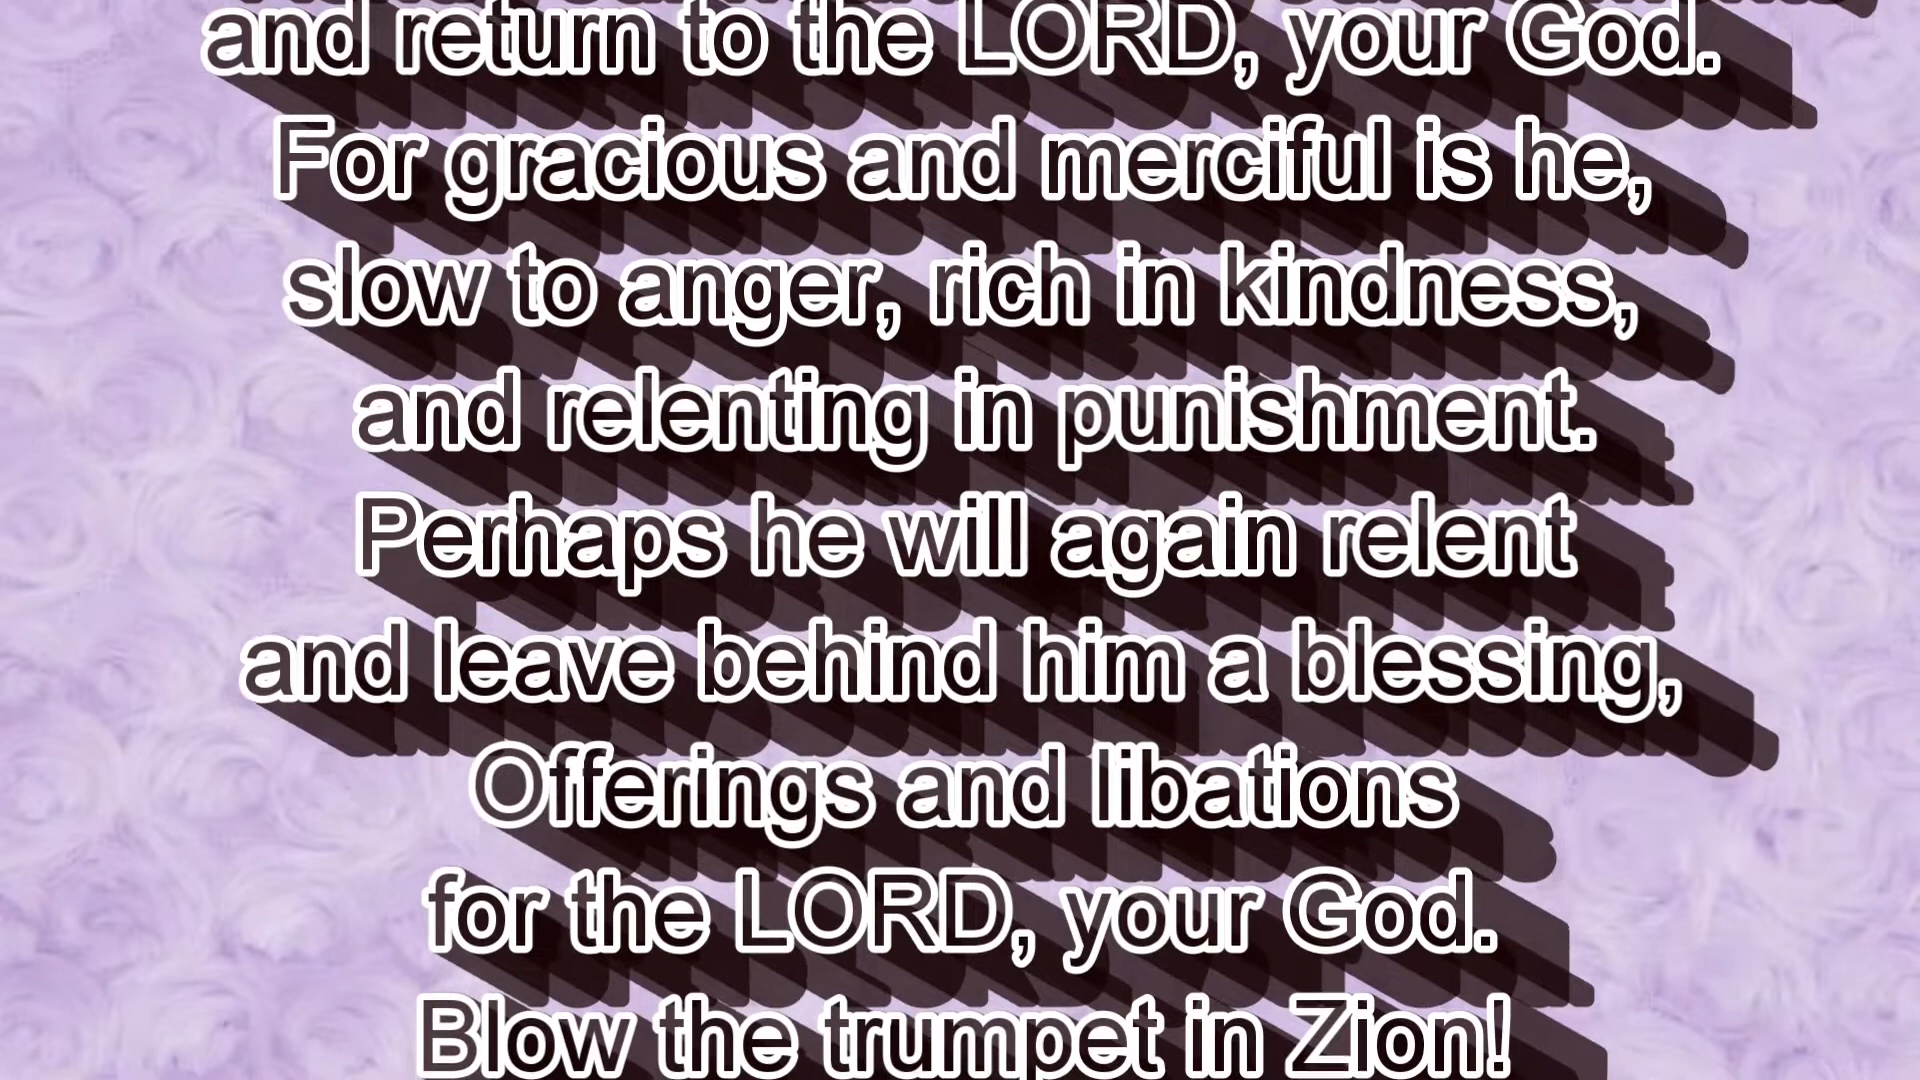 and return to the LORD, your God.
For gracious and merciful is he,
slow to anger, rich in kindness,
and relenting in punishment.
Perhaps he will again relent
and leave behind him a blessing,
Offerings and libations
for the LORD, your God.
Blow the trumpet in Zion!